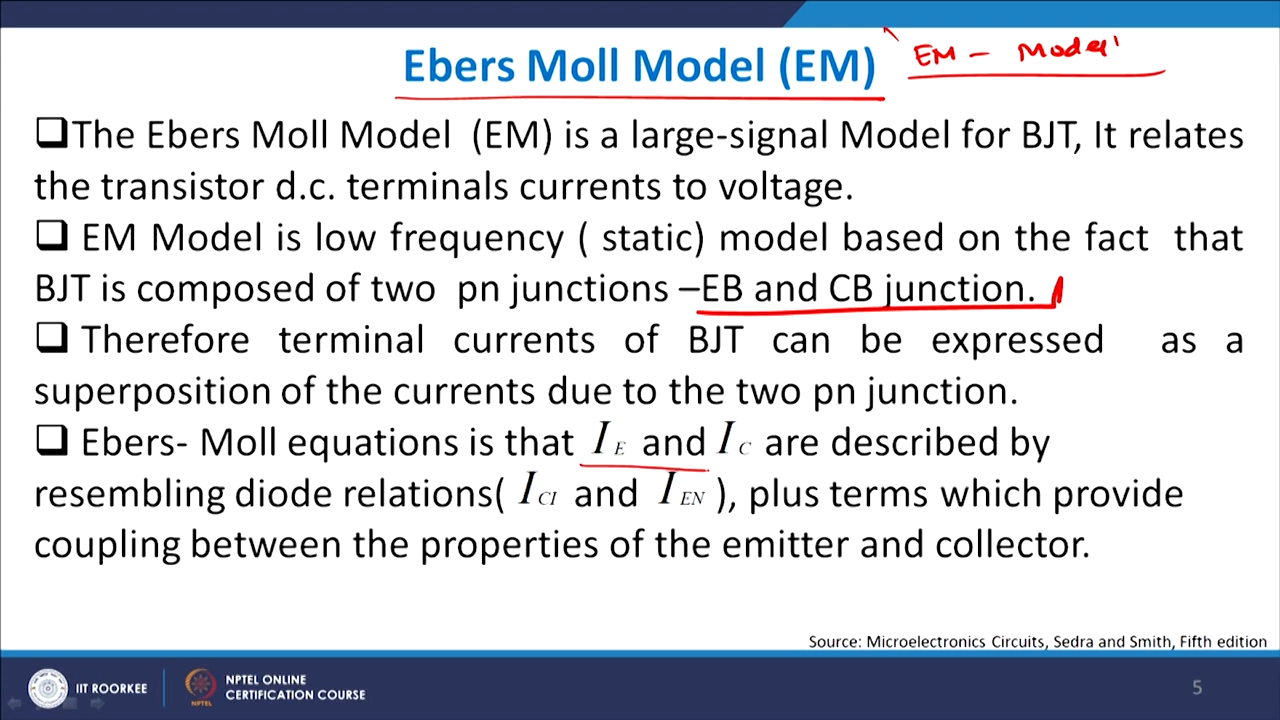 Ebers Moll Model (EM)
EM - Model
❑The Ebers Moll Model (EM) is a large-signal Model for BJT, It relates
the transistor d.c. terminals currents to voltage.
❑ EM Model is low frequency ( static) model based on the fact that
BJT is composed of two pn junctions –EB and CB junction.
❑ Therefore terminal currents of BJT can be expressed as a
superposition of the currents due to the two pn junction.
❑ Ebers- Moll equations is that I E and I C are described by
resembling diode relations( I CI and I EN ), plus terms which provide
coupling between the properties of the emitter and collector.
Source: Microelectronics Circuits, Sedra and Smith, Fifth edition
IIT ROORKEE
NPTEL
NPTEL ONLINE
CERTIFICATION COURSE
5